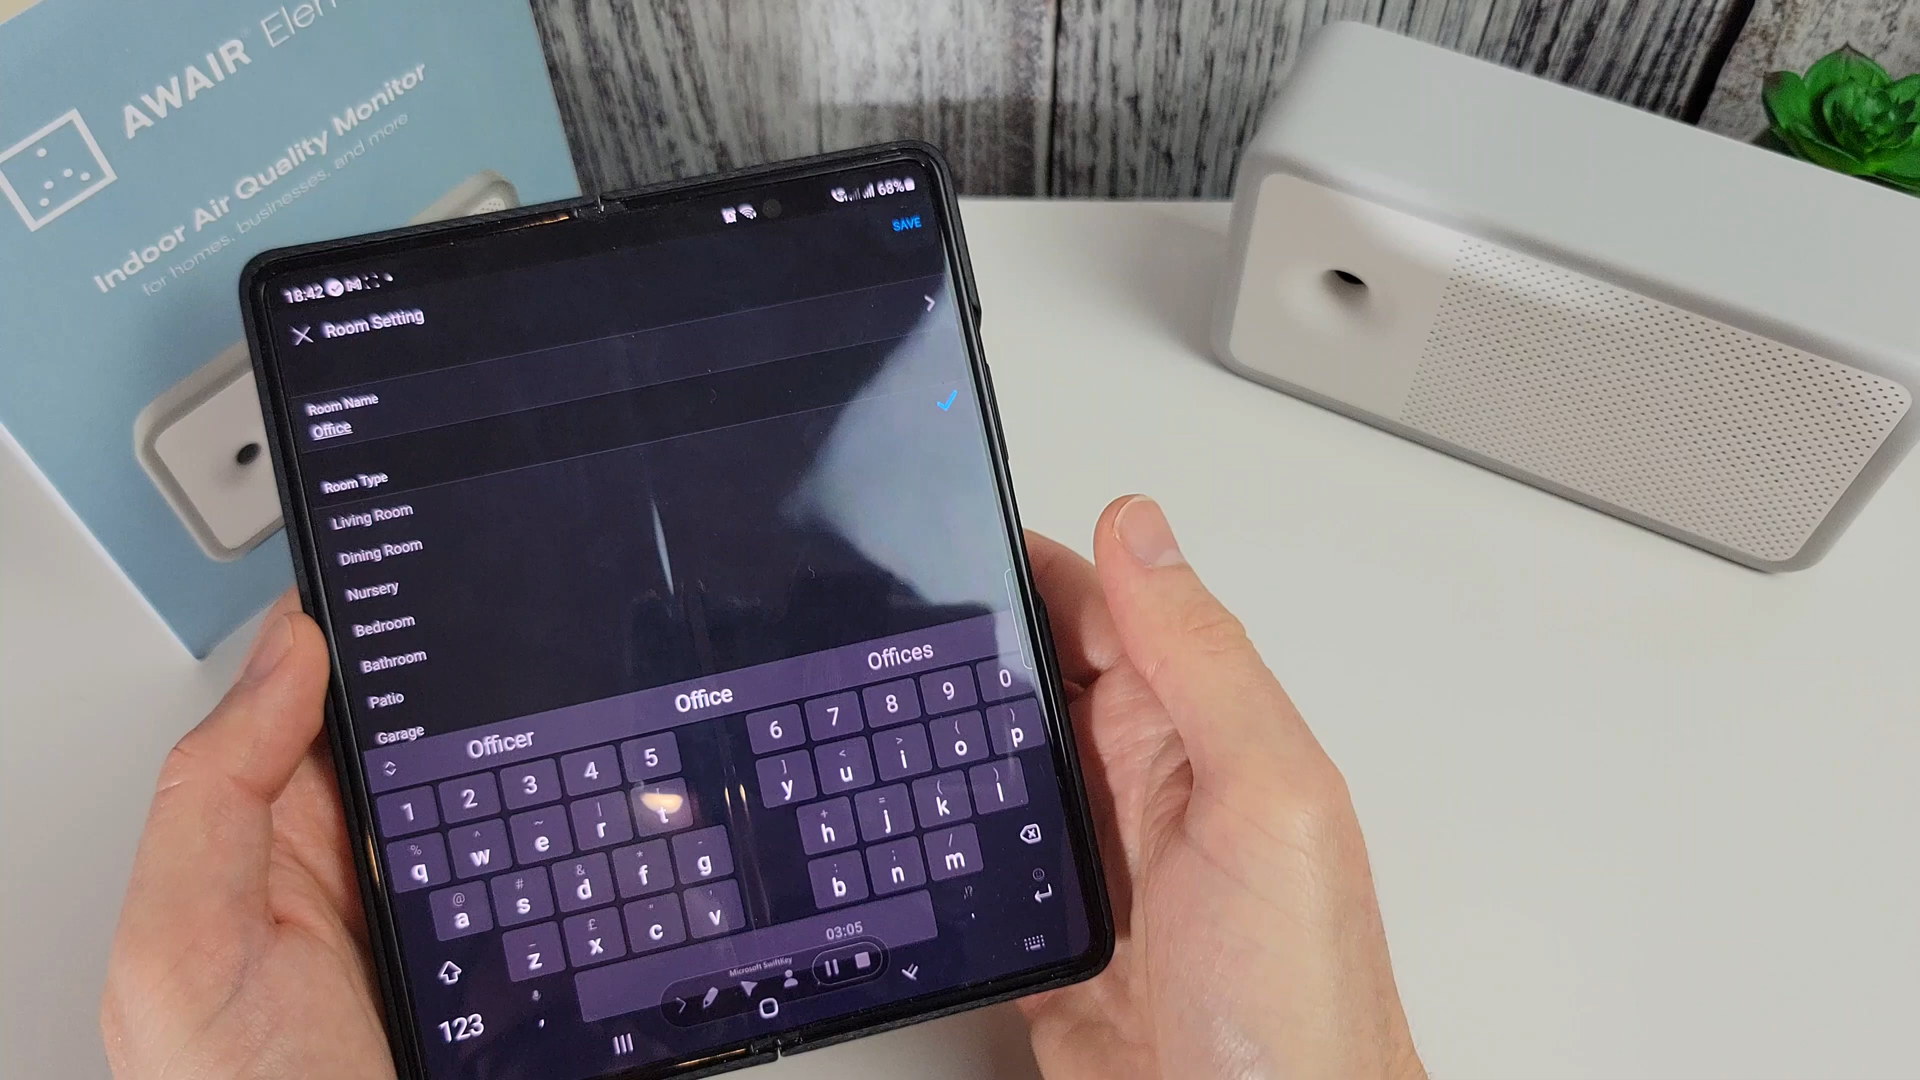 AWAIR
Indoor Air Quality Monitor
for homes, businesses, and more
18:42
68%
SAVE
Room Setting
Room Name
Office
Room Type
Living Room
Dining Room
Nursery
Bedroom
Bathroom
Patio
Garage
Officer Office Offices
1 2 3 4 5 6 7 8 9 0
q w e r t y u i o p
a s d f g h j k l
z x c v b n m
123
03:05
Microsoft SwiftKey